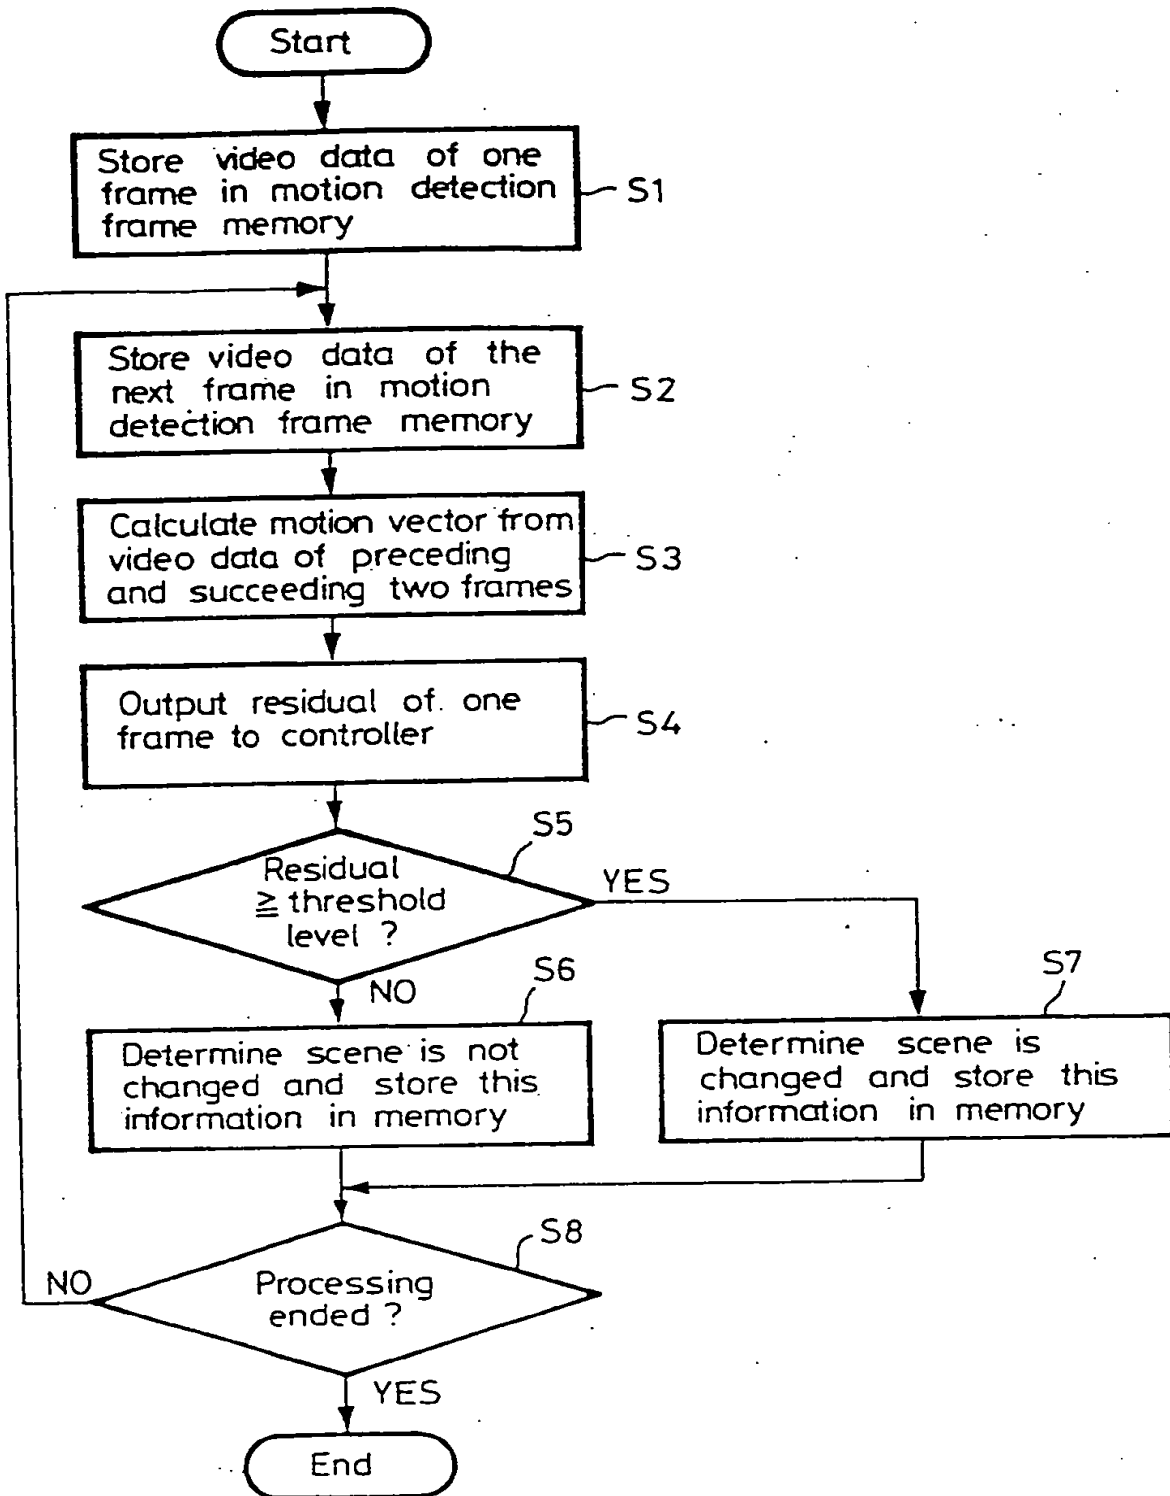 Start
Store video data of one
frame in motion detection
frame memory
S1
Store video data of the
next frame in motion
detection frame memory
S2
Calculate motion vector from
video data of preceding
and succeeding two frames
S3
Output residual of one
frame to controller
S4
S5
Residual
≧ threshold
level ?
YES
NO
S6
Determine scene is not
changed and store this
information in memory
S7
Determine scene is
changed and store this
information in memory
S8
Processing
ended ?
NO
YES
End